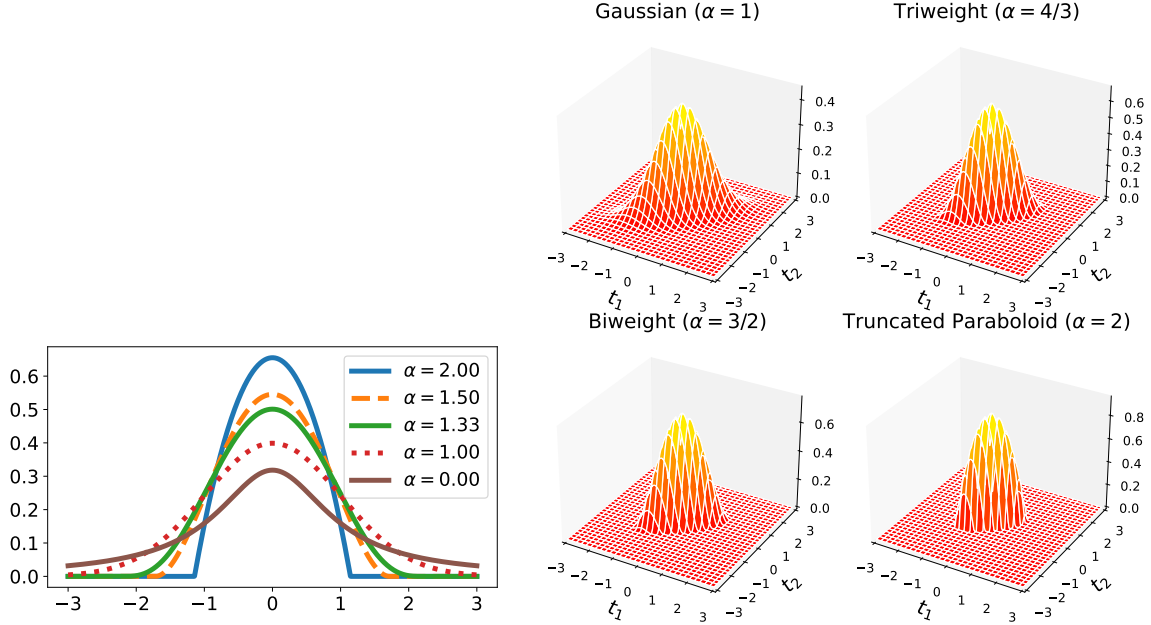 Gaussian (α = 1)
0.4
0.3
0.2
0.1
0.0
−3 −2 −1 0 1 2 3
t1
−3 −2 −1 0 1 2 3
t2
Triweight (α = 4/3)
0.6
0.5
0.4
0.3
0.2
0.1
0.0
−3 −2 −1 0 1 2 3
t1
−3 −2 −1 0 1 2 3
t2
0.6
0.5
0.4
0.3
0.2
0.1
0.0
−3 −2 −1 0 1 2 3
α = 2.00
α = 1.50
α = 1.33
α = 1.00
α = 0.00
Biweight (α = 3/2)
0.6
0.4
0.2
0.0
−3 −2 −1 0 1 2 3
t1
−3 −2 −1 0 1 2 3
t2
Truncated Paraboloid (α = 2)
0.8
0.6
0.4
0.2
0.0
−3 −2 −1 0 1 2 3
t1
−3 −2 −1 0 1 2 3
t2